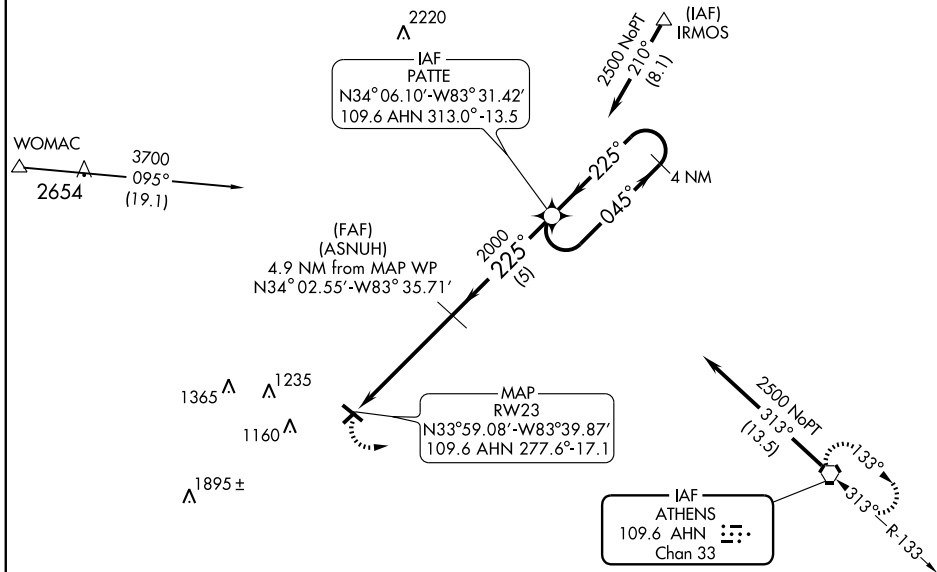 2220
(IAF)
IRMOS
2500 NoPT
210°
(8.1)
IAF
PATTE
N34°06.10'-W83°31.42'
109.6 AHN 313.0°-13.5
WOMAC
2654
3700
095°
(19.1)
225°
045°
4 NM
(FAF)
(ASNUH)
4.9 NM from MAP WP
N34°02.55'-W83°35.71'
2000
225°
(5)
1365
1235
1160
1895±
MAP
RW23
N33°59.08'-W83°39.87'
109.6 AHN 277.6°-17.1
2500 NoPT
313°
(13.5)
133°
313°
R-133
IAF
ATHENS
109.6 AHN
Chan 33